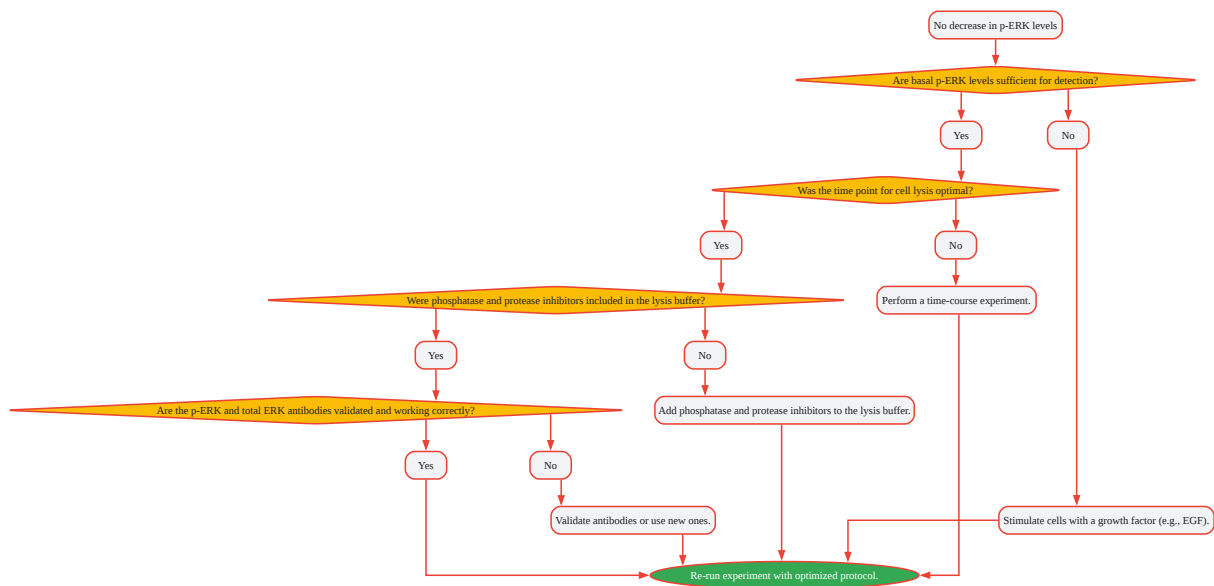 No decrease in p-ERK levels
Are basal p-ERK levels sufficient for detection?
Yes
No
Was the time point for cell lysis optimal?
Yes
No
Were phosphatase and protease inhibitors included in the lysis buffer?
Perform a time-course experiment.
Yes
No
Are the p-ERK and total ERK antibodies validated and working correctly?
Add phosphatase and protease inhibitors to the lysis buffer.
Yes
No
Validate antibodies or use new ones.
Stimulate cells with a growth factor (e.g., EGF).
Re-run experiment with optimized protocol.